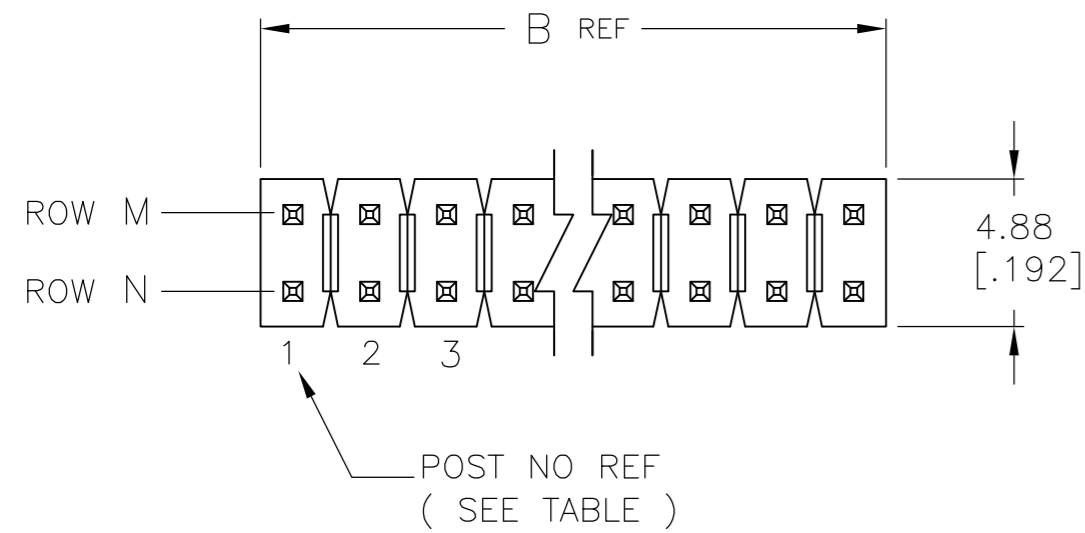 B REF
ROW M
ROW N
4.88
[.192]
1 2 3
POST NO REF
( SEE TABLE )